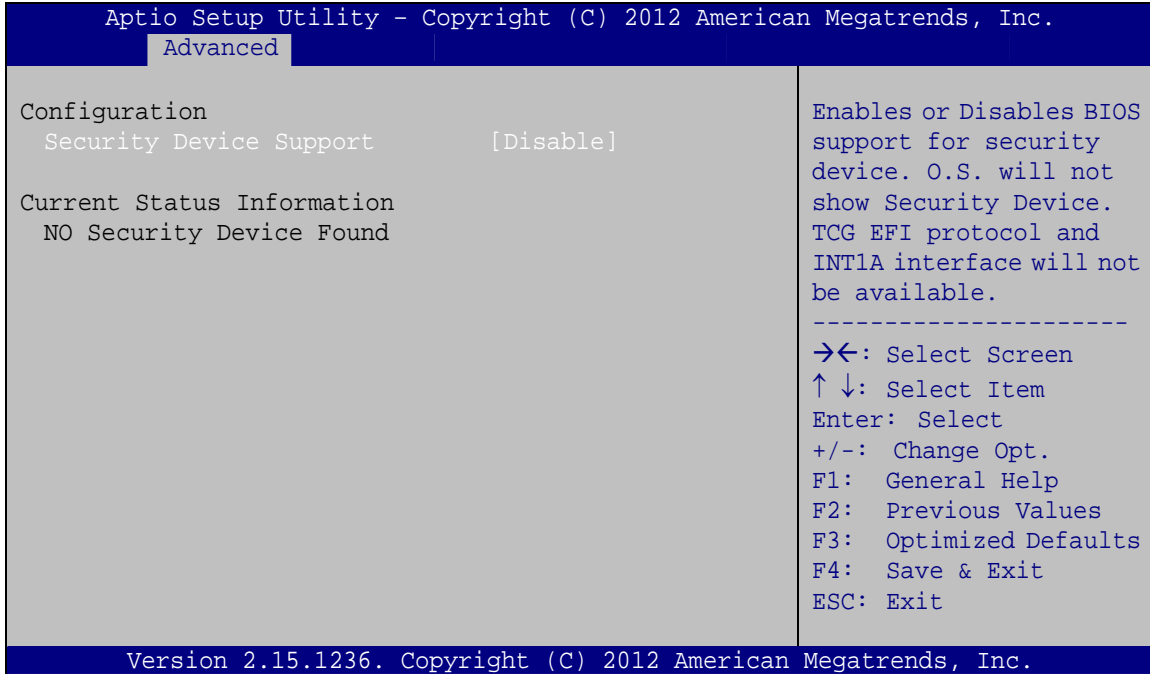 Aptio Setup Utility – Copyright (C) 2012 American Megatrends, Inc.
Advanced
Configuration
Security Device Support [Disable]
Current Status Information
NO Security Device Found
Enables or Disables BIOS
support for security
device. O.S. will not
show Security Device.
TCG EFI protocol and
INT1A interface will not
be available.
----------------------
→←: Select Screen
↑ ↓: Select Item
Enter: Select
+/-: Change Opt.
F1: General Help
F2: Previous Values
F3: Optimized Defaults
F4: Save & Exit
ESC: Exit
Version 2.15.1236. Copyright (C) 2012 American Megatrends, Inc.